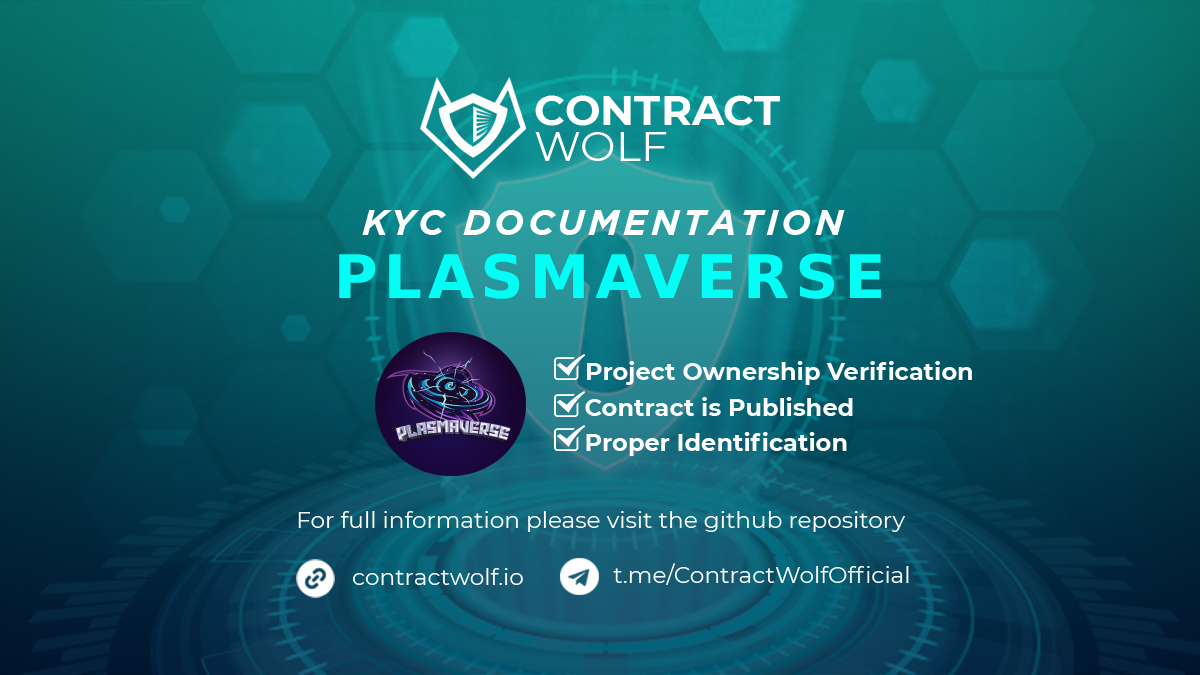 CONTRACT
WOLF
KYC DOCUMENTATION
PLASMAVERSE
PLASMAVERSE
Project Ownership Verification
Contract is Published
Proper Identification
For full information please visit the github repository
contractwolf.io
t.me/ContractWolfOfficial